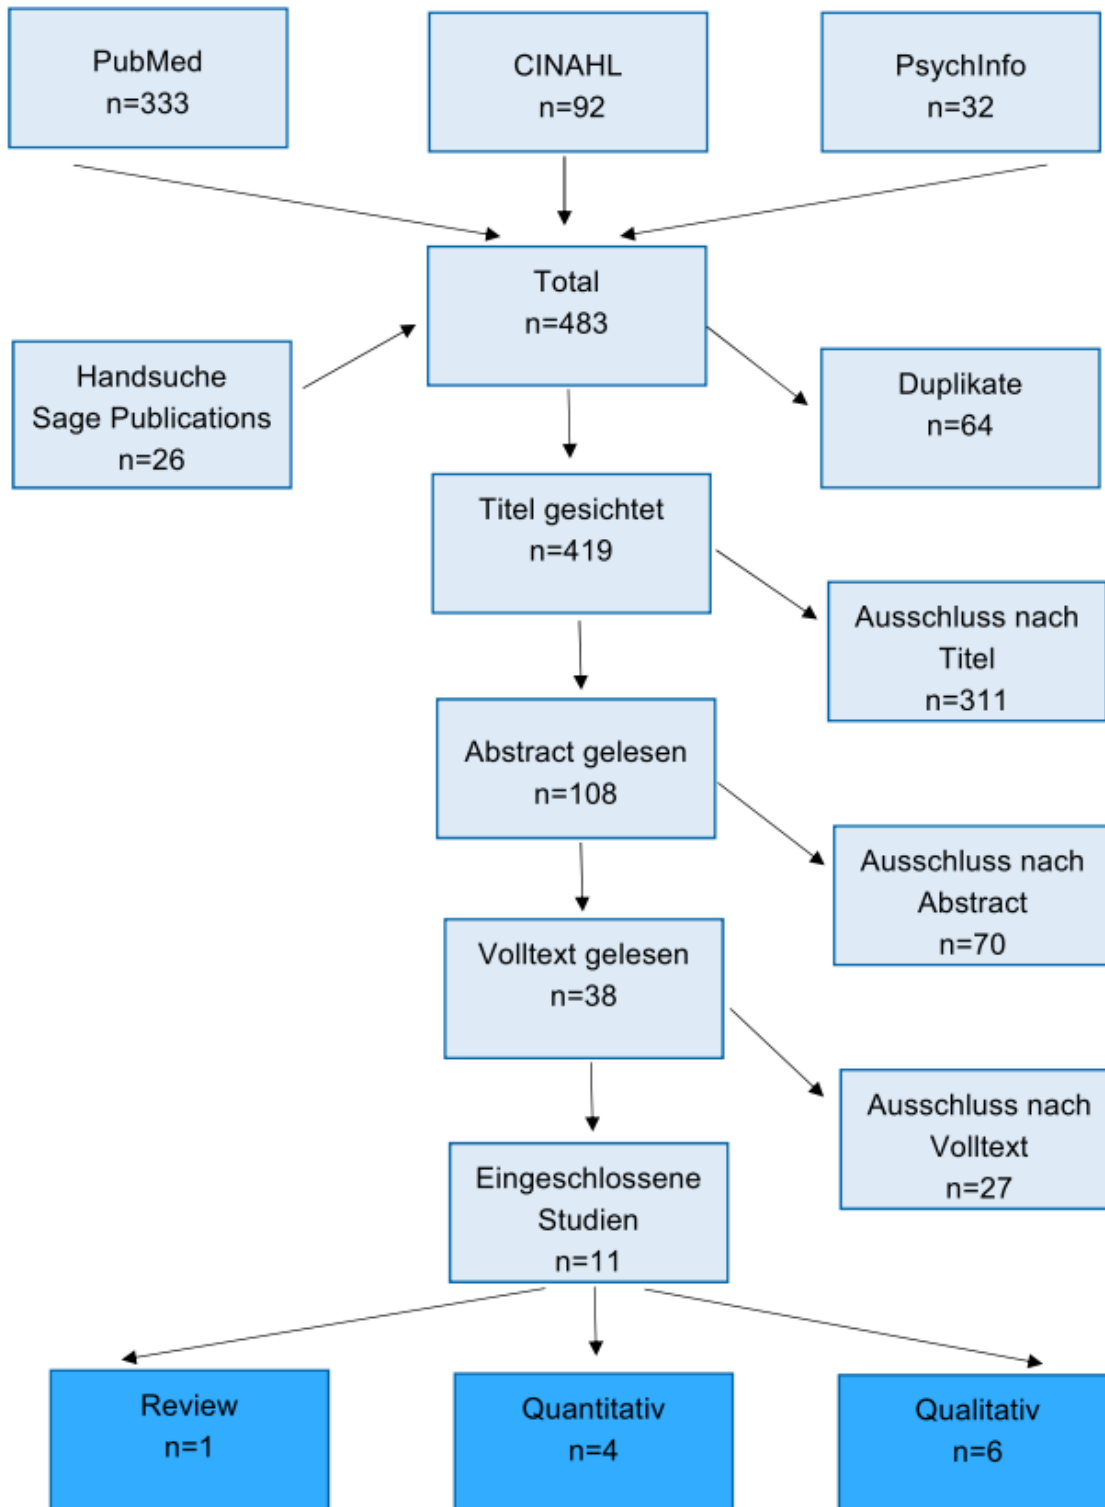 PubMed
n=333
CINAHL
n=92
PsychInfo
n=32
Total
n=483
Handsuche
Sage Publications
n=26
Duplikate
n=64
Titel gesichtet
n=419
Ausschluss nach
Titel
n=311
Abstract gelesen
n=108
Ausschluss nach
Abstract
n=70
Volltext gelesen
n=38
Ausschluss nach
Volltext
n=27
Eingeschlossene
Studien
n=11
Review
n=1
Quantitativ
n=4
Qualitativ
n=6